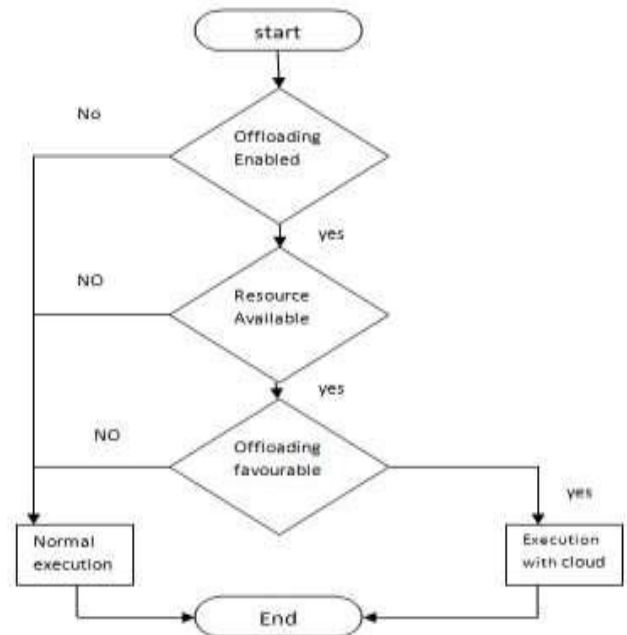 start
No
Offloading
Enabled
yes
NO
Resource
Available
yes
NO
Offloading
favourable
yes
Normal
execution
Execution
with cloud
End